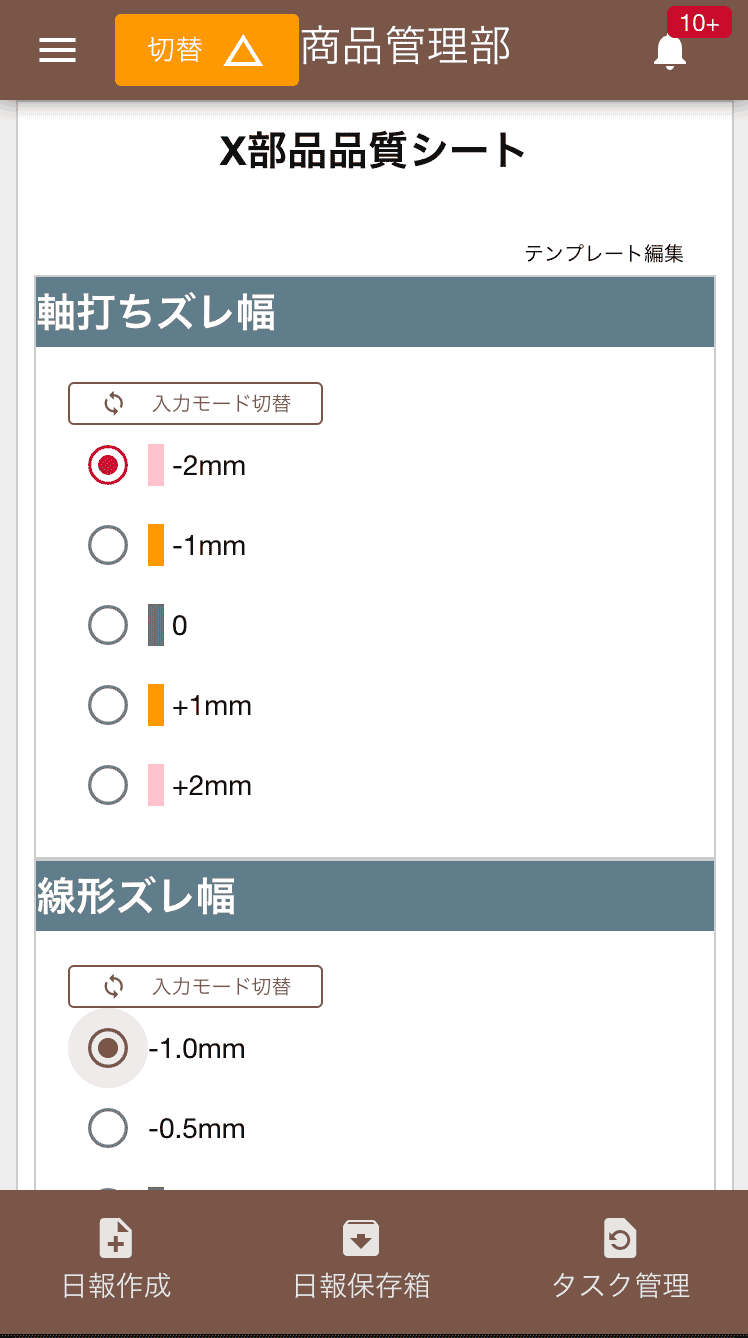 切替
商品管理部
10+
X部品品質シート
テンプレート編集
軸打ちズレ幅
入力モード切替
-2mm
-1mm
0
+1mm
+2mm
線形ズレ幅
入力モード切替
-1.0mm
-0.5mm
日報作成
日報保存箱
タスク管理